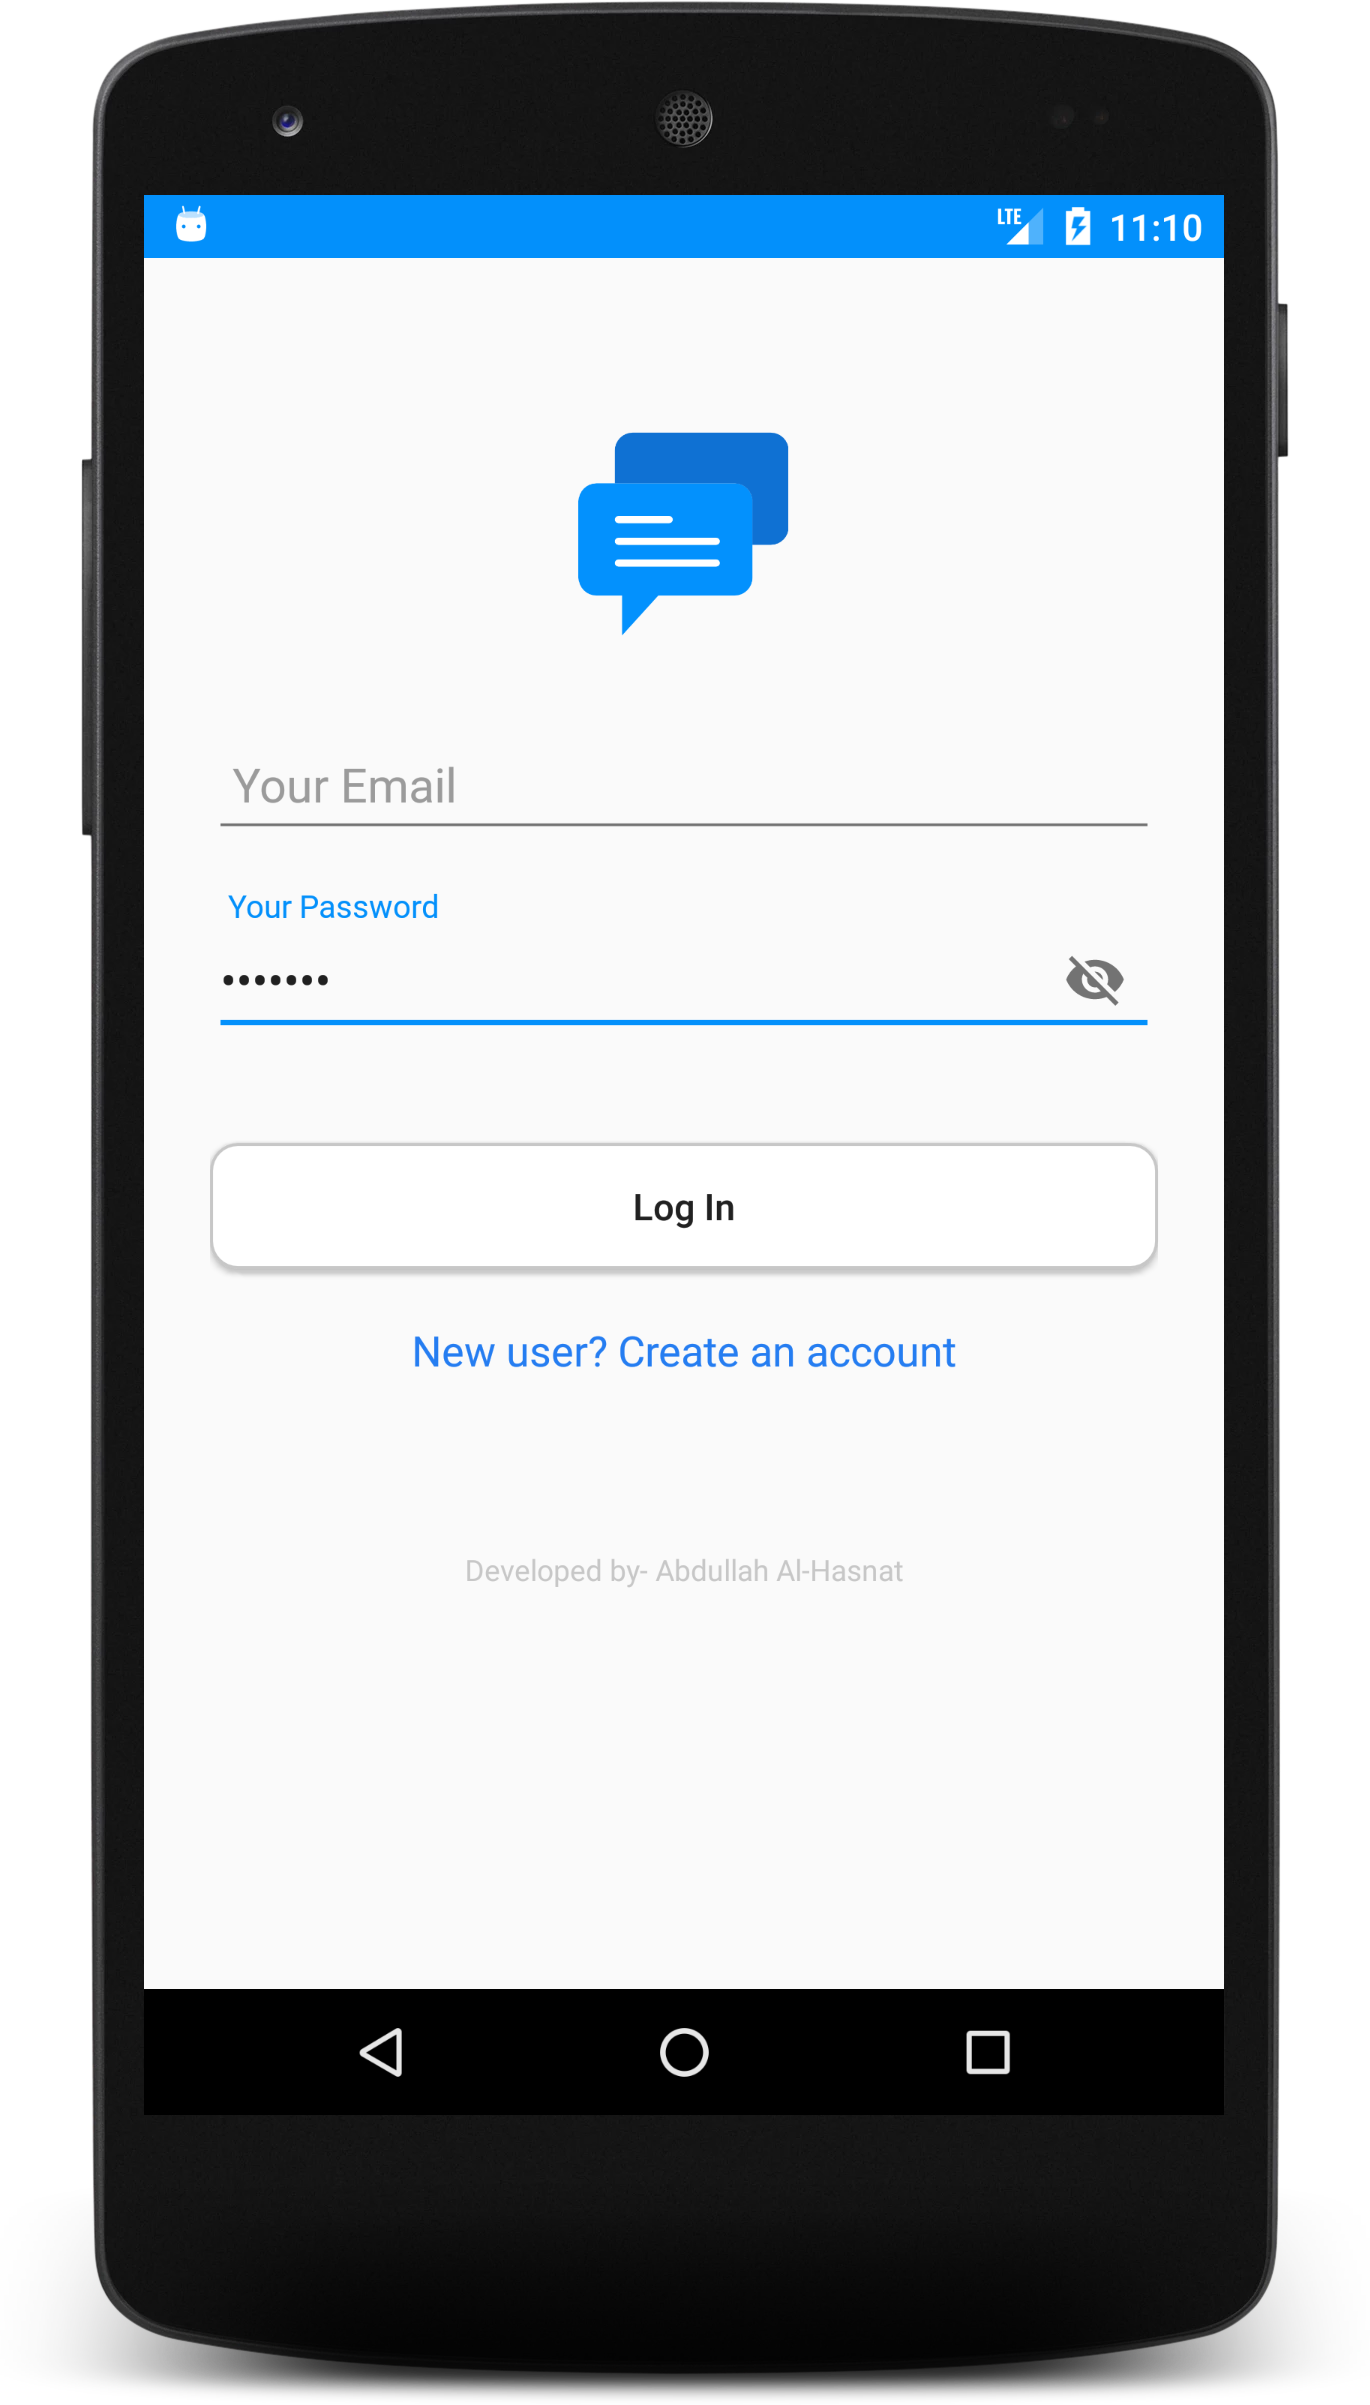 LTE 11:10
Your Email
Your Password
•••••••
Log In
New user? Create an account
Developed by- Abdullah Al-Hasnat